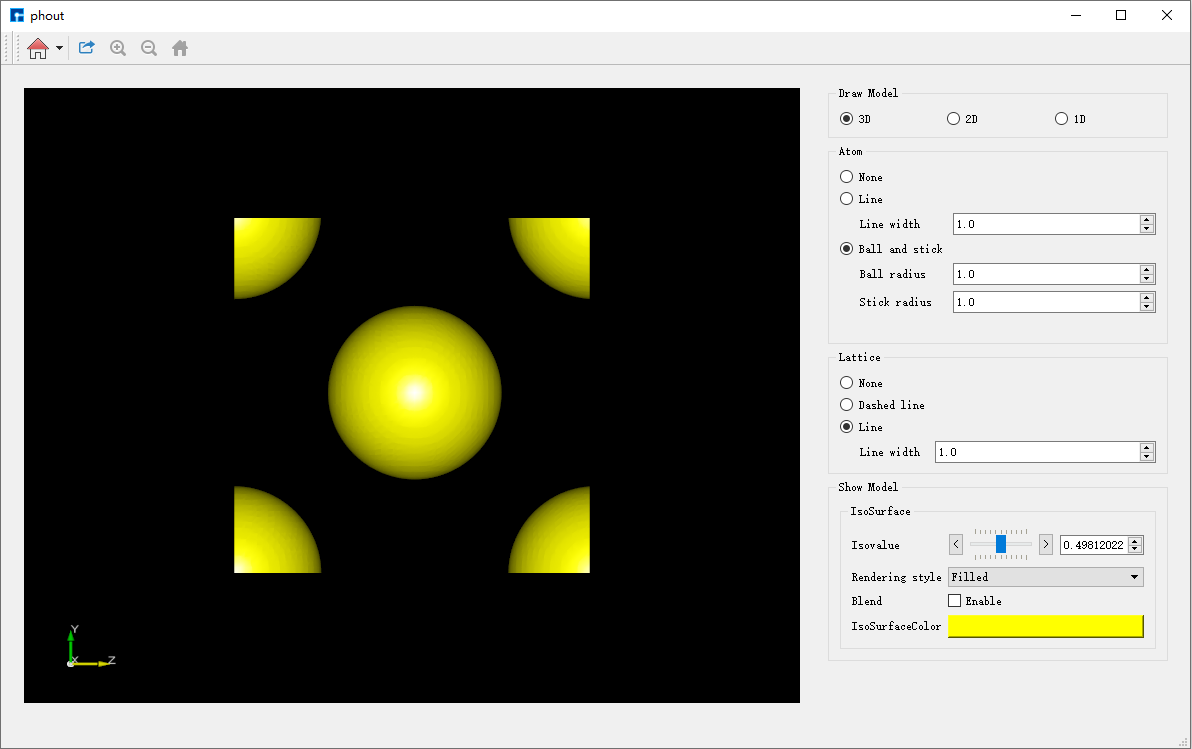 phout
Draw Model
3D 2D 1D
Atom
None
Line
Line width 1.0
Ball and stick
Ball radius 1.0
Stick radius 1.0
Lattice
None
Dashed line
Line
Line width 1.0
Show Model
IsoSurface
Isovalue < > 0.49812022
Rendering style Filled
Blend Enable
IsoSurfaceColor
Y
X Z